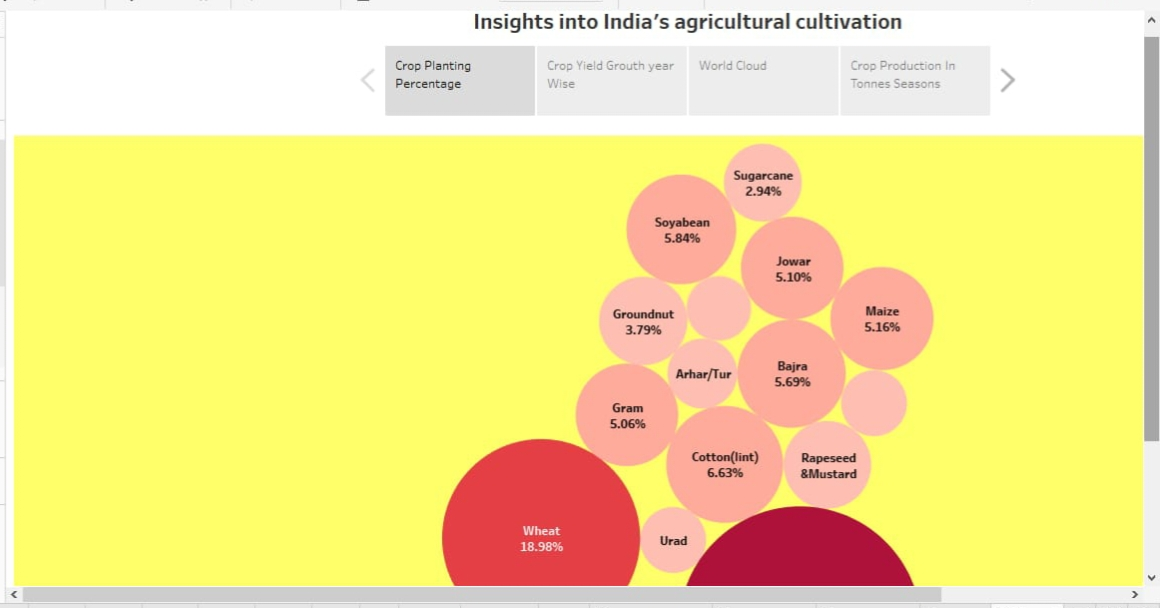 Insights into India's agricultural cultivation
Crop Planting
Percentage
Crop Yield Grouth year
Wise
World Cloud
Crop Production In
Tonnes Seasons
Sugarcane
2.94%
Soyabean
5.84%
Jowar
5.10%
Groundnut
3.79%
Maize
5.16%
Arhar/Tur
Bajra
5.69%
Gram
5.06%
Cotton(lint)
6.63%
Rapeseed
&Mustard
Wheat
18.98%
Urad